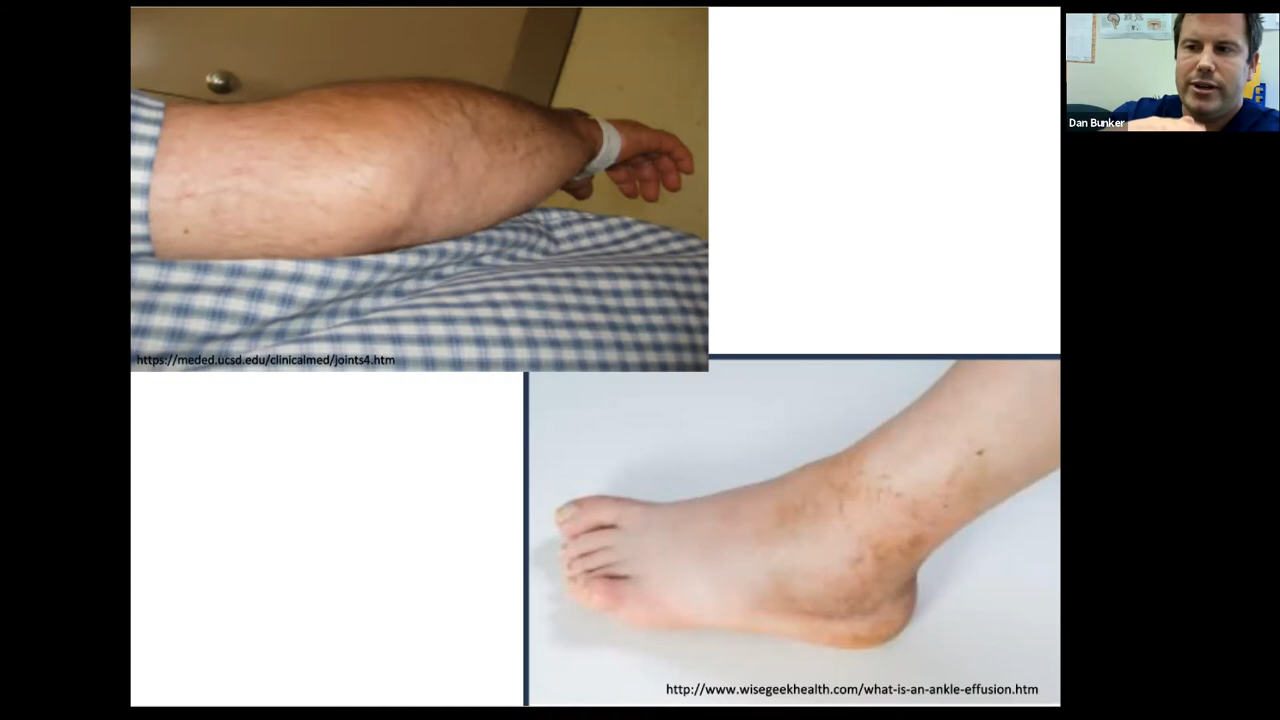 Dan Bunker
https://meded.ucsd.edu/clinicalmed/joints4.htm
http://www.wisegeekhealth.com/what-is-an-ankle-effusion.htm